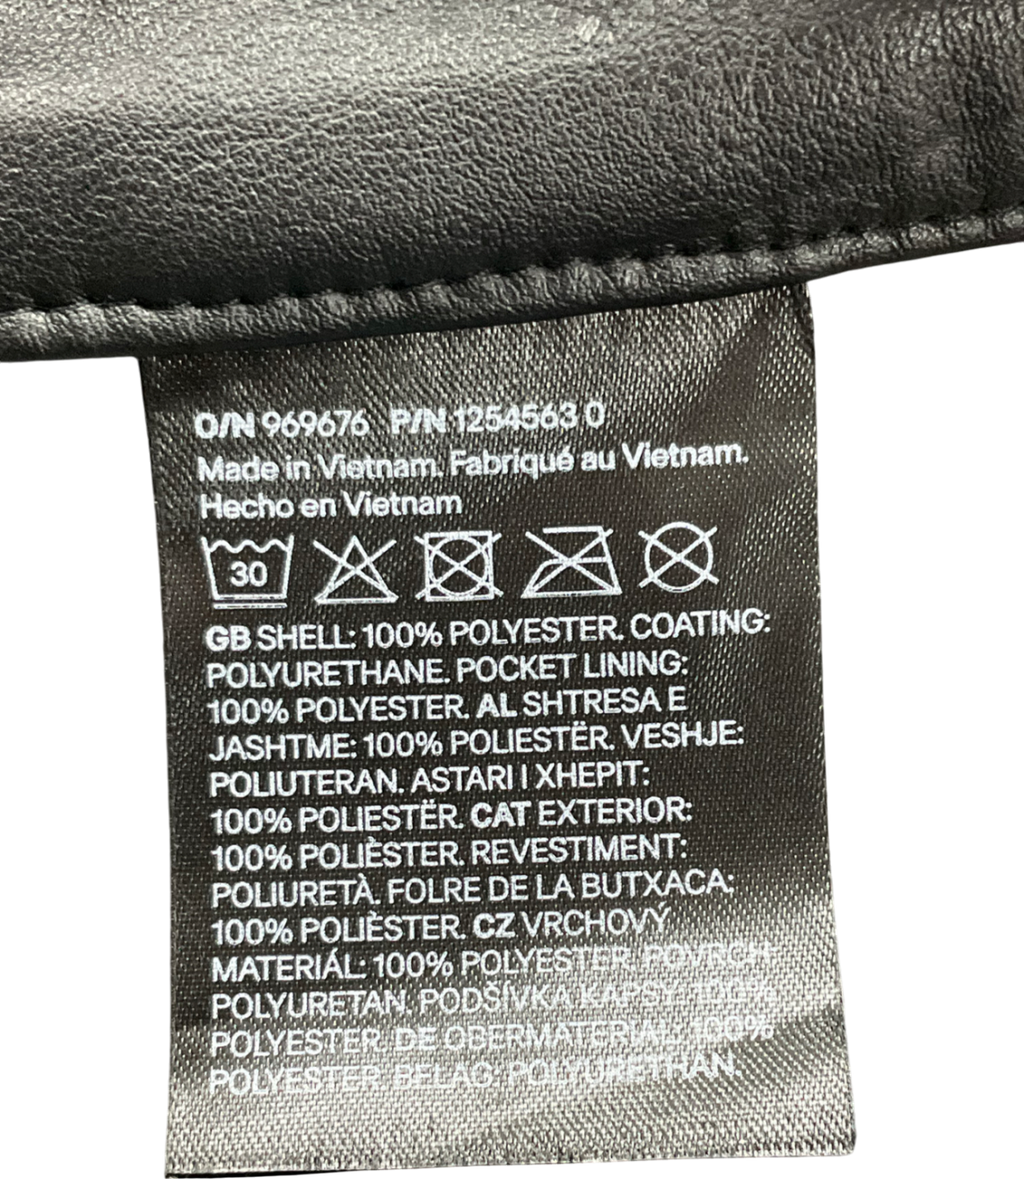 O/N 969676 P/N 1254563 0
Made in Vietnam. Fabriqué au Vietnam.
Hecho en Vietnam
30
GB SHELL: 100% POLYESTER. COATING:
POLYURETHANE. POCKET LINING:
100% POLYESTER. AL SHTRESA E
JASHTME: 100% POLIESTËR. VESHJE:
POLIUTERAN. ASTARI I XHEPIT:
100% POLIESTËR. CAT EXTERIOR:
100% POLIÈSTER. REVESTIMENT:
POLIURETÀ. FOLRE DE LA BUTXACA:
100% POLIÈSTER. CZ VRCHOVÝ
MATERIÁL: 100% POLYESTER. POVRCH:
POLYURETAN. PODŠÍVKA KAPSY: 100%
POLYESTER. DE OBERMATERIAL: 100%
POLYESTER. BELAG: POLYURETHAN.